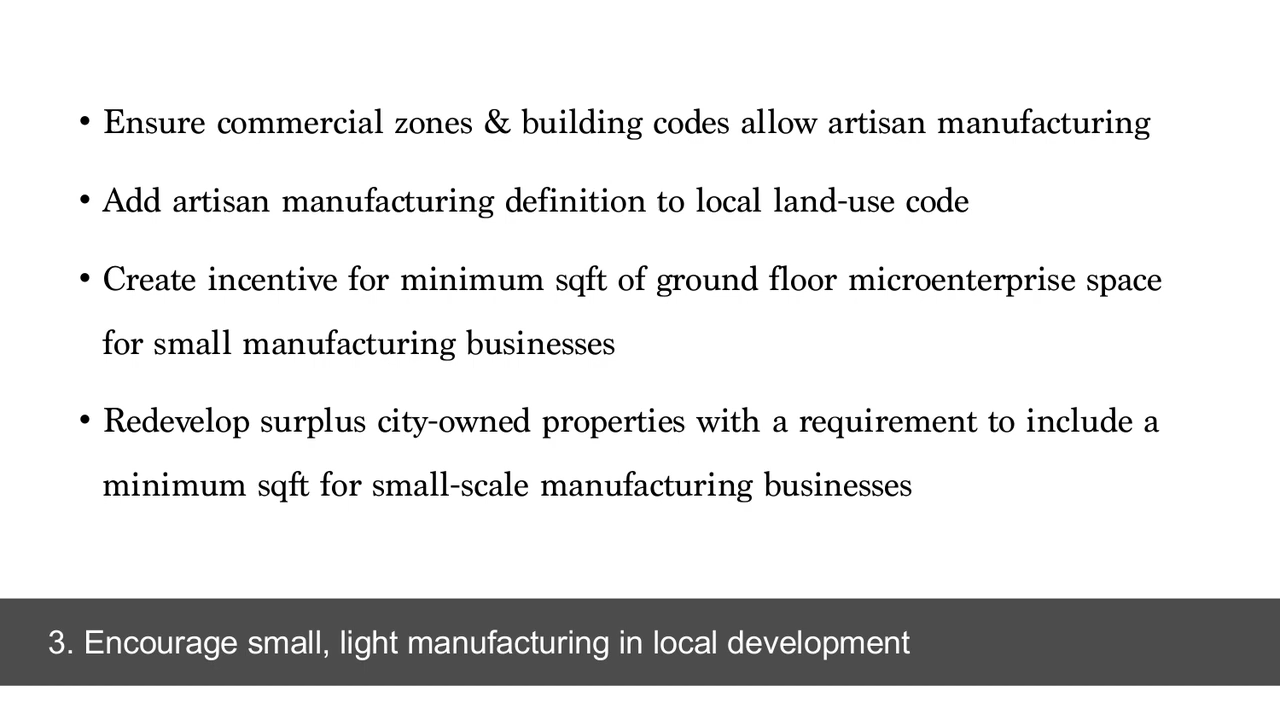 • Ensure commercial zones & building codes allow artisan manufacturing
• Add artisan manufacturing definition to local land-use code
• Create incentive for minimum sqft of ground floor microenterprise space
for small manufacturing businesses
• Redevelop surplus city-owned properties with a requirement to include a
minimum sqft for small-scale manufacturing businesses
3. Encourage small, light manufacturing in local development